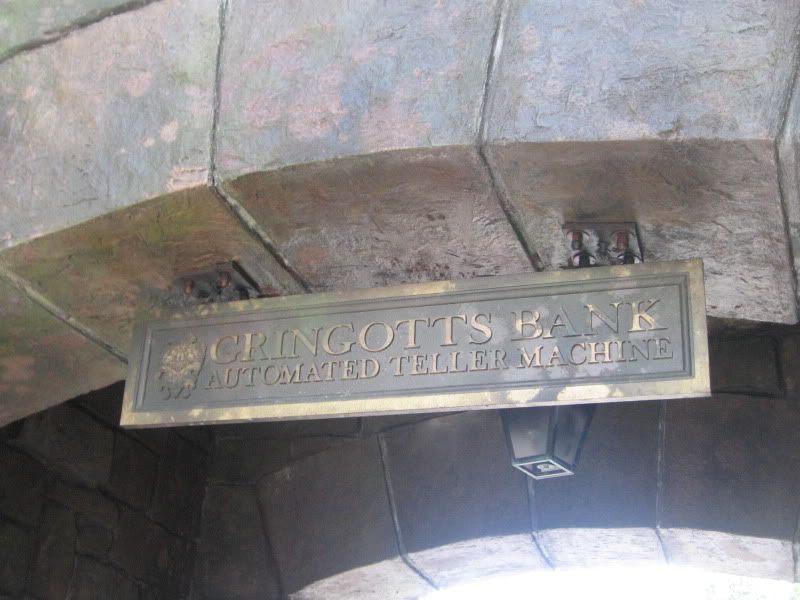 GRINGOTTS BANK
AUTOMATED TELLER MACHINE